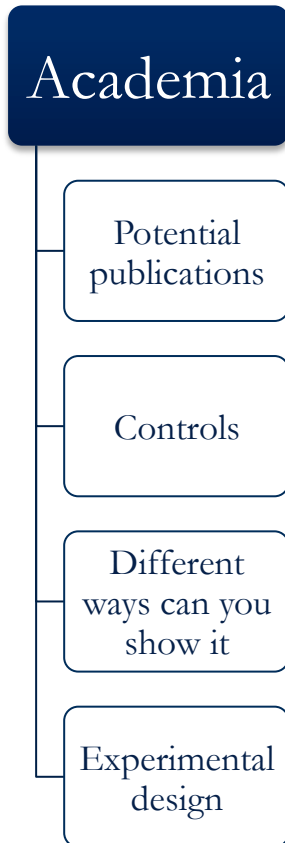 Academia
Potential
publications
Controls
Different
ways can you
show it
Experimental
design